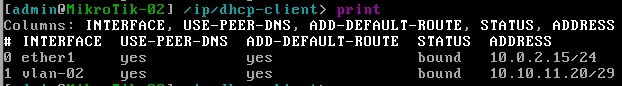 [admin@MikroTik-02] /ip/dhcp-client> print
Columns: INTERFACE, USE-PEER-DNS, ADD-DEFAULT-ROUTE, STATUS, ADDRESS
# INTERFACE USE-PEER-DNS ADD-DEFAULT-ROUTE STATUS ADDRESS
0 ether1 yes yes bound 10.0.2.15/24
1 vlan-02 yes yes bound 10.10.11.20/29